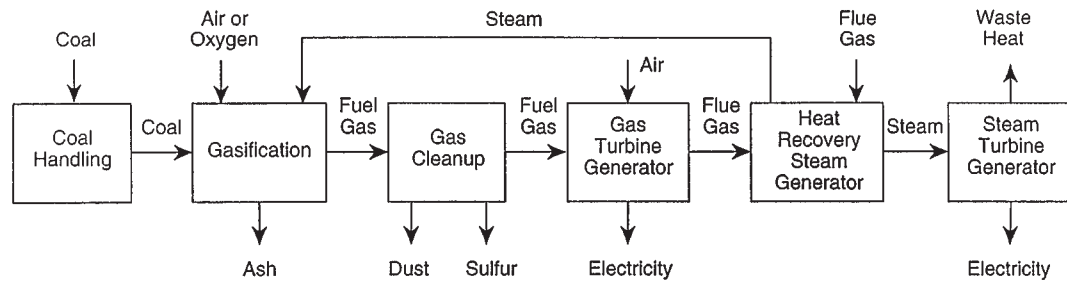 Coal
Air or
Oxygen
Steam
Air
Flue
Gas
Waste
Heat
Coal
Handling
Coal
Gasification
Fuel
Gas
Gas
Cleanup
Fuel
Gas
Gas
Turbine
Generator
Flue
Gas
Heat
Recovery
Steam
Generator
Steam
Steam
Turbine
Generator
Ash
Dust
Sulfur
Electricity
Electricity